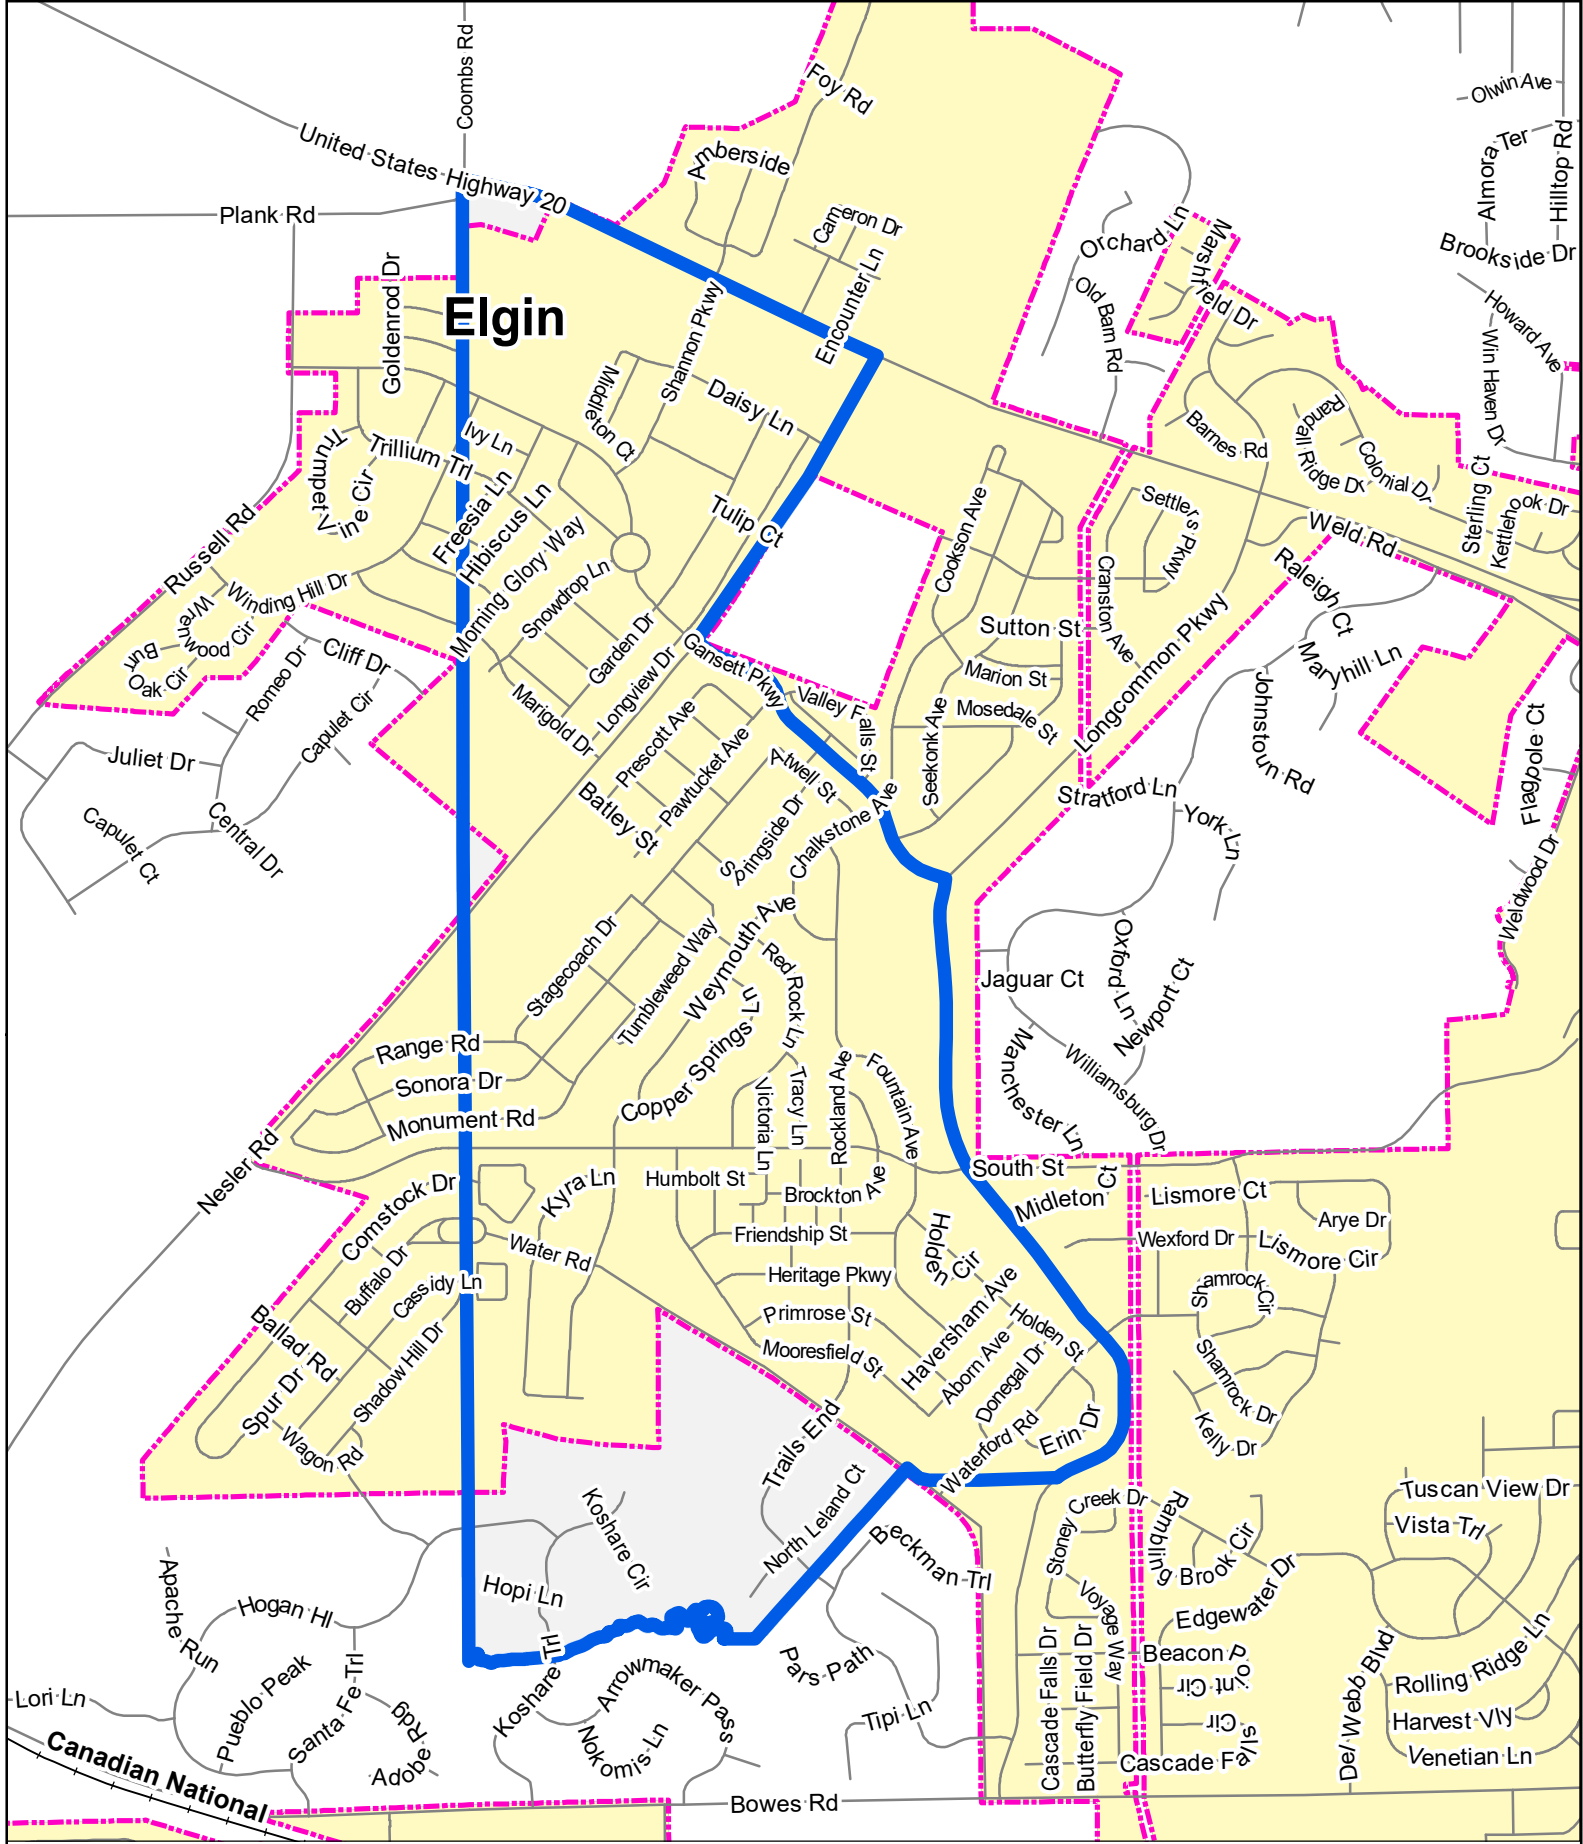 Coombs Rd
Foy Rd
Olwin Ave
Almora Ter
Hilltop Rd
United States Highway 20
Amberside
Plank Rd
Cameron Dr
Orchard Ln
Marshfield Dr
Brookside Dr
Encounter Ln
Goldenrod Dr
Elgin
Shannon Pkwy
Old Barn Rd
Howard Ave
Win Haven Dr
Middleton Ct
Daisy Ln
Barnes Rd
Randall Ridge Dr
Colonial Dr
Trumpet Vine Cir
Trillium Trl
Ivy Ln
Sterling Ct
Kettlehook Dr
Freesia Ln
Hibiscus Ln
Tulip Ct
Cookson Ave
Settlers Pkwy
Weld Rd
Russell Rd
Morning Glory Way
Snowdrop Ln
Cranston Ave
Raleigh Ct
Winding Hill Dr
Wrenwood Cir
Bur Oak Cir
Romeo Dr
Cliff Dr
Garden Dr
Longview Dr
Gansett Pkwy
Sutton St
Marion St
Longcommon Pkwy
Maryhill Ln
Marigold Dr
Valley Falls St
Mosedale St
Johnstown Rd
Juliet Dr
Capulet Cir
Prescott Ave
Pawtucket Ave
Seekonk Ave
Flagpole Ct
Batley St
Atwell St
Stratford Ln
York Ln
Capulet Ct
Central Dr
Springside Dr
Chalkstone Ave
Weldwood Dr
Stagecoach Dr
Tumbleweed Way
Weymouth Ave
Red Rock Ln
Jaguar Ct
Oxford Ln
Newport Ct
Range Rd
Sonora Dr
Monument Rd
Copper Springs Ln
Victoria Ln
Tracy Ln
Rockland Ave
Fountain Ave
Manchester Ln
Williamsburg Dr
Nesler Rd
South St
Comstock Dr
Kyra Ln
Humbolt St
Brockton Ave
Midleton Ct
Lismore Ct
Arye Dr
Buffalo Dr
Water Rd
Friendship St
Holden Cir
Wexford Dr
Lismore Cir
Cassidy Ln
Heritage Pkwy
Shamrock Cir
Ballad Rd
Primrose St
Haversham Ave
Holden St
Shadow Hill Dr
Mooresfield St
Aborn Ave
Donegal Dr
Shamrock Dr
Spur Dr
Wagon Rd
Trails End
Waterford Rd
Erin Dr
Kelly Dr
Koshare Cir
North Leland Ct
Stoney Creek Dr
Rambling Brook Cir
Tuscan View Dr
Vista Trl
Apache Run
Hogan Hl
Hopi Ln
Beckman Trl
Voyage Way
Edgewater Dr
Koshare Trl
Arrowmaker Pass
Pars Path
Beacon Point Cir
Del Webb Blvd
Rolling Ridge Ln
Lori Ln
Pueblo Peak
Santa Fe Trl
Rdg
Adobe
Nokomis Ln
Tipi Ln
Cascade Falls Dr
Butterfly Field Dr
Cascade Falls Cir
Harvest Vly
Venetian Ln
Canadian National
Bowes Rd